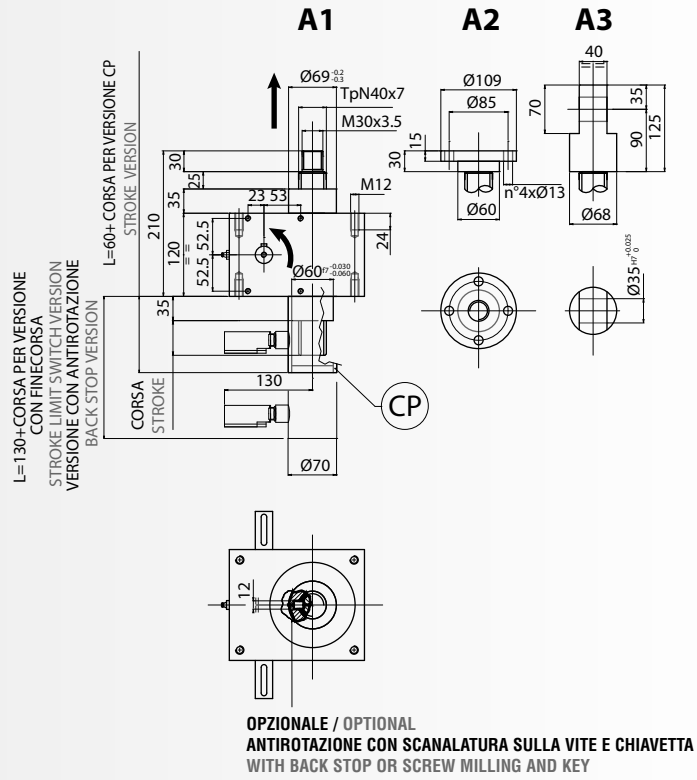 A1
A2
A3
Ø69 -0.2 -0.3
TpN40x7
M30x3.5
30
25
35
210
120
=
=
52.5
52.5
23
53
M12
24
Ø60 f7 -0.030 -0.060
35
130
CORSA
STROKE
CP
Ø70
L=60+ CORSA PER VERSIONE CP
STROKE VERSION
L=130+CORSA PER VERSIONE
CON FINECORSA
STROKE LIMIT SWITCH VERSION
VERSIONE CON ANTIROTAZIONE
BACK STOP VERSION
Ø109
Ø85
15
30
n°4xØ13
Ø60
40
=
=
70
35
90
125
Ø68
Ø35 H7 +0.025 0
12
OPZIONALE / OPTIONAL
ANTIROTAZIONE CON SCANALATURA SULLA VITE E CHIAVETTA
WITH BACK STOP OR SCREW MILLING AND KEY